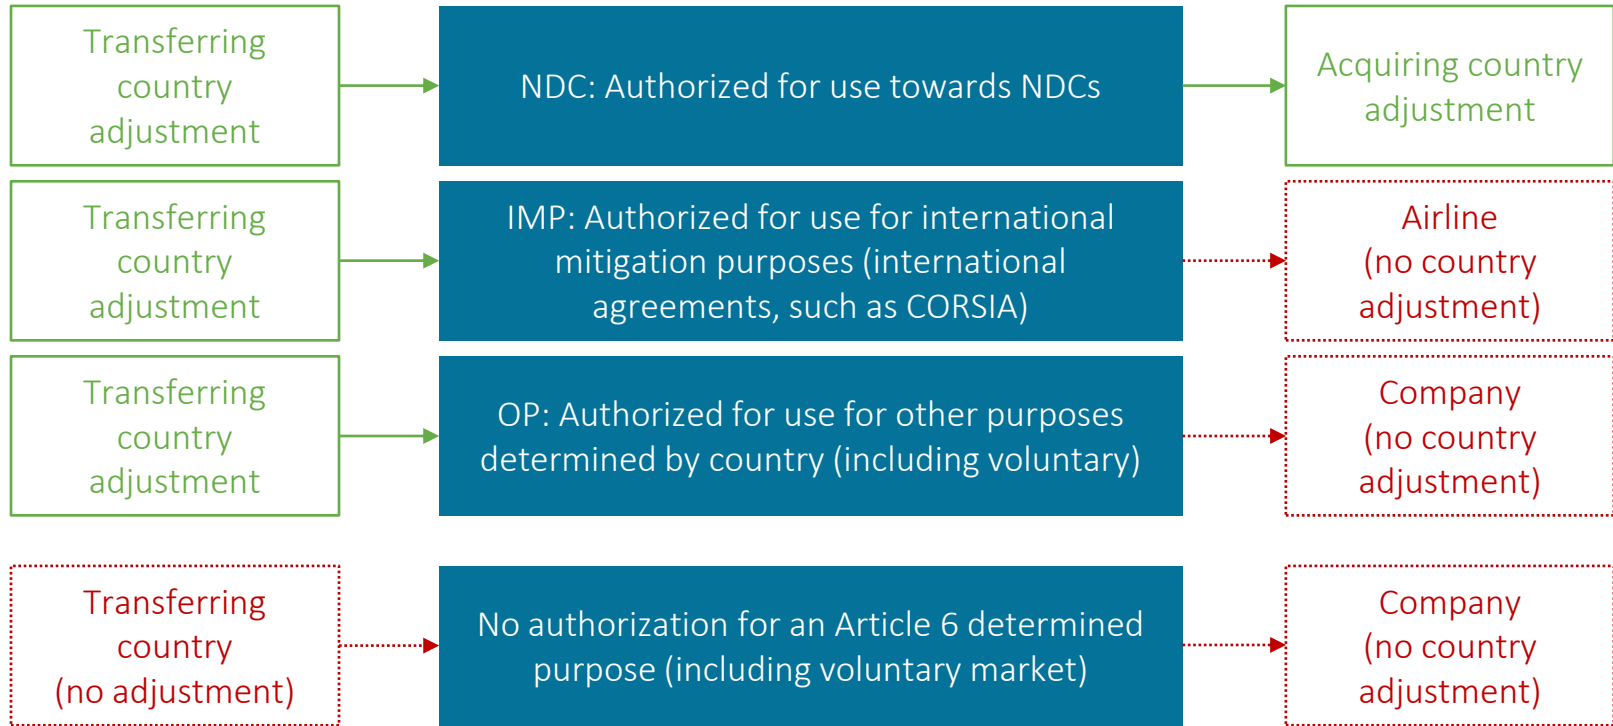 Transferring
country
adjustment
NDC: Authorized for use towards NDCs
Acquiring country
adjustment
Transferring
country
adjustment
IMP: Authorized for use for international
mitigation purposes (international
agreements, such as CORSIA)
Airline
(no country
adjustment)
Transferring
country
adjustment
OP: Authorized for use for other purposes
determined by country (including voluntary)
Company
(no country
adjustment)
Transferring
country
(no adjustment)
No authorization for an Article 6 determined
purpose (including voluntary market)
Company
(no country
adjustment)